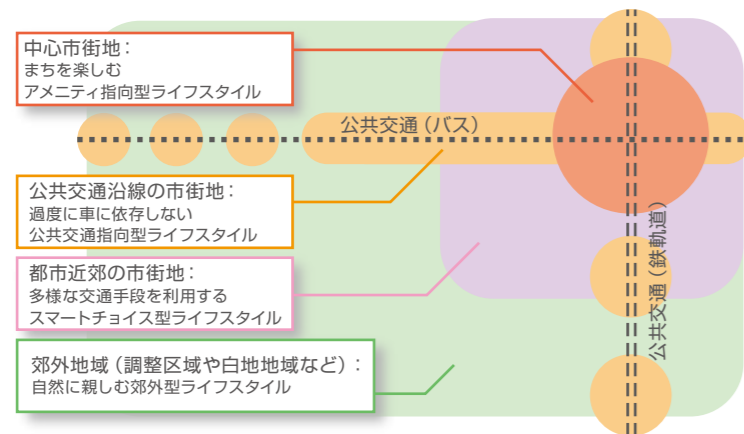 中心市街地：
まちを楽しむ
アメニティ指向型ライフスタイル
公共交通（バス）
公共交通沿線の市街地：
過度に車に依存しない
公共交通指向型ライフスタイル
都市近郊の市街地：
多様な交通手段を利用する
スマートチョイス型ライフスタイル
公共交通（鉄軌道）
郊外地域（調整区域や白地地域など）：
自然に親しむ郊外型ライフスタイル